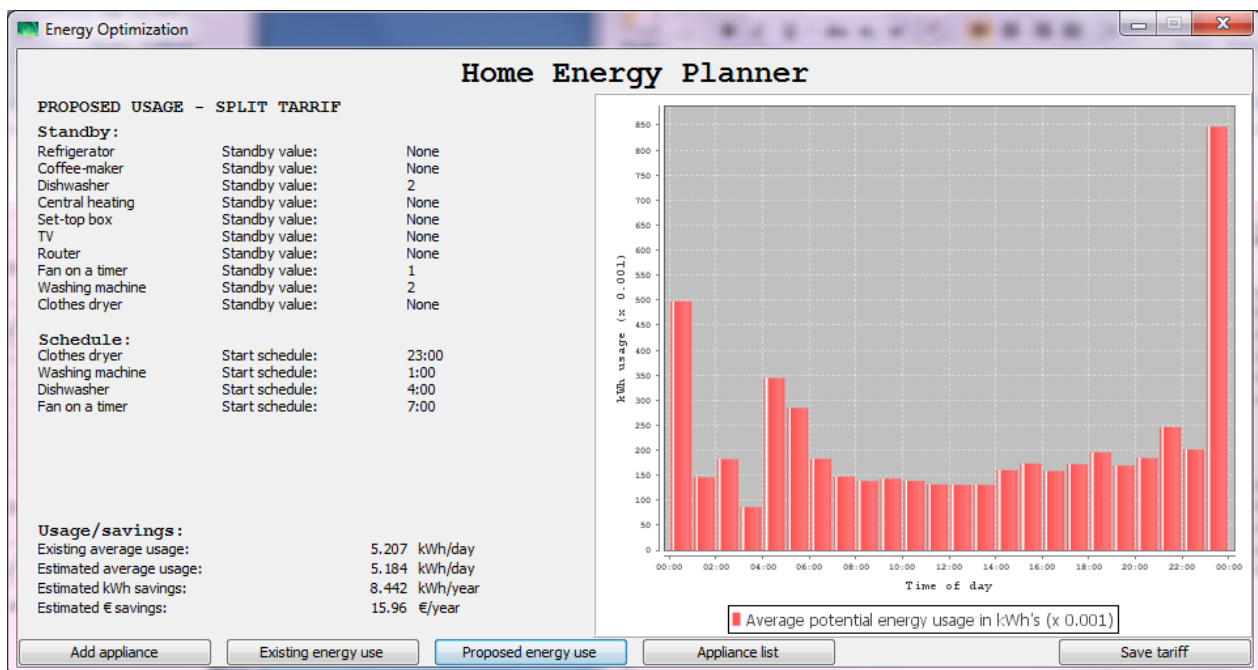 Energy Optimization
Home Energy Planner
PROPOSED USAGE - SPLIT TARRIF
Standby:
Refrigerator Standby value: None
Coffee-maker Standby value: None
Dishwasher Standby value: 2
Central heating Standby value: None
Set-top box Standby value: None
TV Standby value: None
Router Standby value: None
Fan on a timer Standby value: 1
Washing machine Standby value: 2
Clothes dryer Standby value: None
Schedule:
Clothes dryer Start schedule: 23:00
Washing machine Start schedule: 1:00
Dishwasher Start schedule: 4:00
Fan on a timer Start schedule: 7:00
Usage/savings:
Existing average usage: 5.207 kWh/day
Estimated average usage: 5.184 kWh/day
Estimated kWh savings: 8.442 kWh/year
Estimated € savings: 15.96 €/year
850
800
750
700
650
600
550
500
450
400
350
300
250
200
150
100
50
0
kWh usage (x 0.001)
00:00 02:00 04:00 06:00 08:00 10:00 12:00 14:00 16:00 18:00 20:00 22:00 00:00
Time of day
Average potential energy usage in kWh's (x 0.001)
Add appliance Existing energy use Proposed energy use Appliance list Save tariff